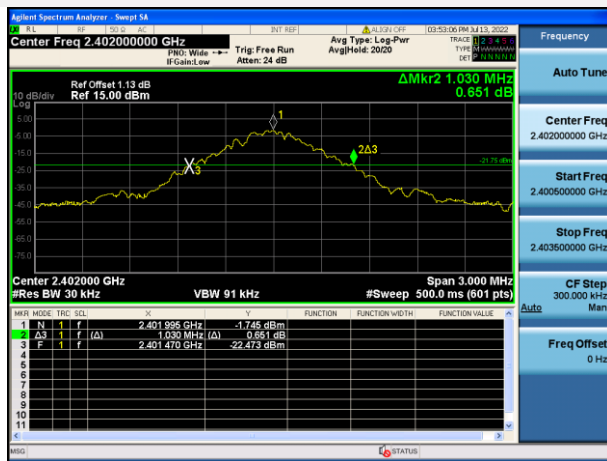 Agilent Spectrum Analyzer - Swept SA
RL RF 50 Ω AC INT REF ALIGN OFF 03:53:06 PM Jul 13, 2022
Center Freq 2.402000000 GHz
PNO: Wide
IFGain:Low
Trig: Free Run
Atten: 24 dB
Avg Type: Log-Pwr
Avg|Hold: 20/20
TRACE 1 2 3 4 5 6
TYPE M
DET P N N N N N
Frequency
Auto Tune
Center Freq
2.402000000 GHz
Start Freq
2.400500000 GHz
Stop Freq
2.403500000 GHz
CF Step
300.000 kHz
Auto Man
Freq Offset
0 Hz
Ref Offset 1.13 dB
10 dB/div Ref 15.00 dBm
Log
ΔMkr2 1.030 MHz
0.651 dB
5.00
-5.00
-15.0
-25.0
-35.0
-45.0
-55.0
-65.0
-75.0
1
2Δ3
3
-21.75 dBm
Center 2.402000 GHz Span 3.000 MHz
#Res BW 30 kHz VBW 91 kHz #Sweep 500.0 ms (601 pts)
MKR MODE TRC SCL X Y FUNCTION FUNCTION WIDTH FUNCTION VALUE
1 N 1 f 2.401 995 GHz -1.745 dBm
2 Δ3 1 f (Δ) 1.030 MHz (Δ) 0.651 dB
3 F 1 f 2.401 470 GHz -22.473 dBm
4
5
6
7
8
9
10
11
MSG STATUS